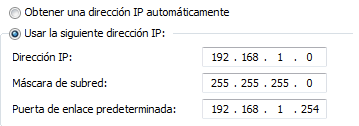 Obtener una dirección IP automáticamente
Usar la siguiente dirección IP:
Dirección IP: 192 . 168 . 1 . 0
Máscara de subred: 255 . 255 . 255 . 0
Puerta de enlace predeterminada: 192 . 168 . 1 . 254